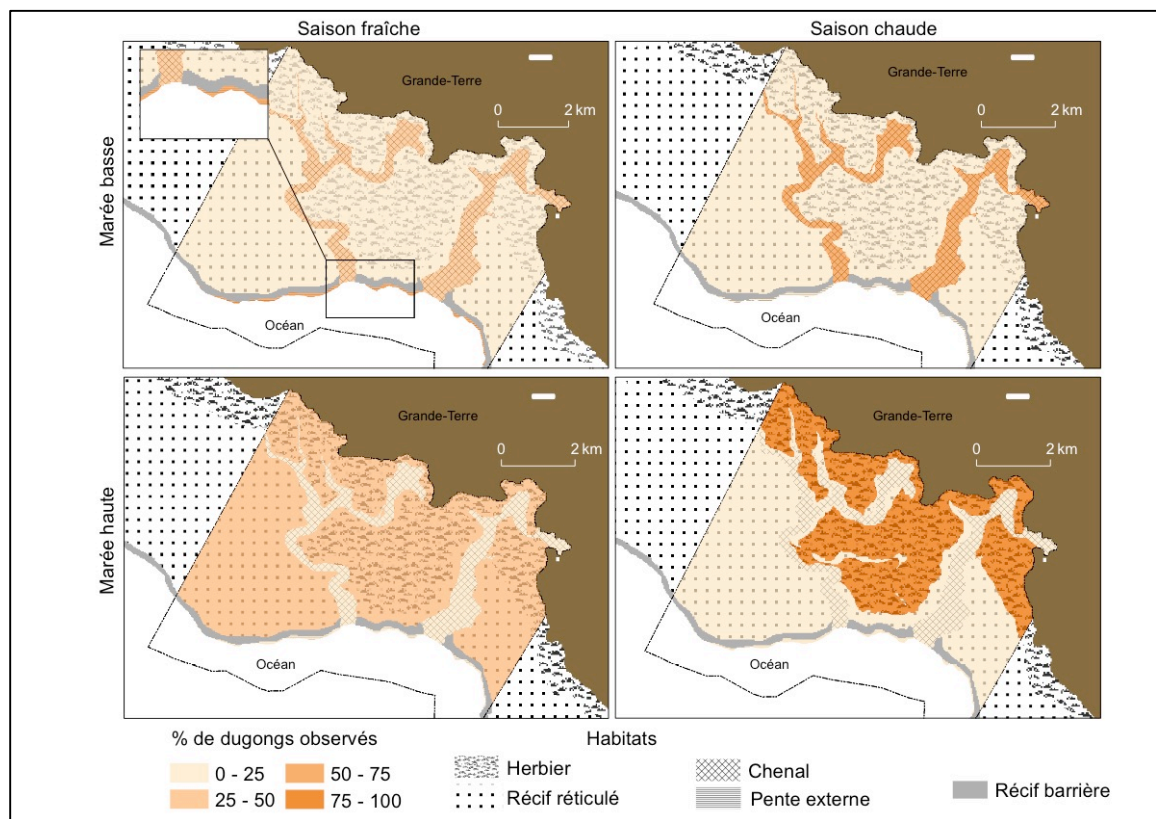 Saison fraîche
Saison chaude
Marée basse
Grande-Terre
0 2 km
Océan
Grande-Terre
0 2 km
Océan
Marée haute
Grande-Terre
0 2 km
Océan
Grande-Terre
0 2 km
Océan
% de dugongs observés
Habitats
0 - 25
50 - 75
Herbier
Chenal
Récif barrière
25 - 50
75 - 100
Récif réticulé
Pente externe